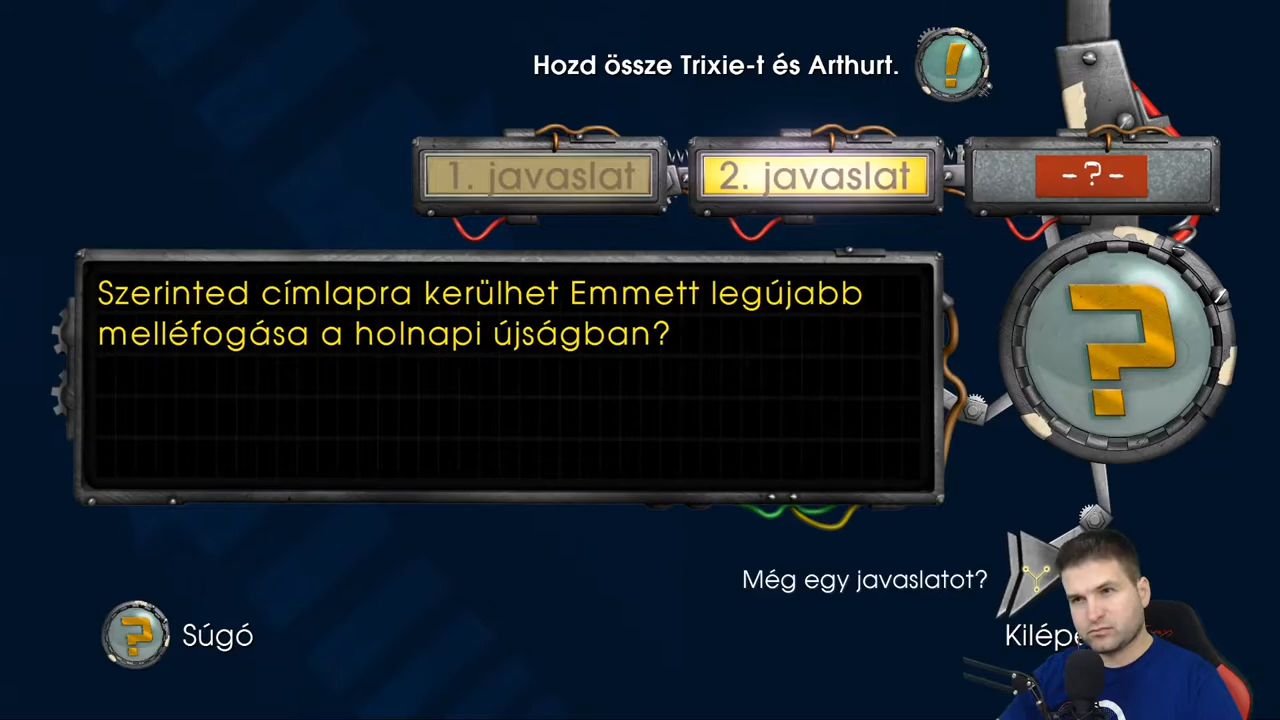 Hozd össze Trixie-t és Arthurt.
1. javaslat
2. javaslat
- ? -
Szerinted címlapra kerülhet Emmett legújabb
melléfogása a holnapi újságban?
Még egy javaslatot?
Súgó